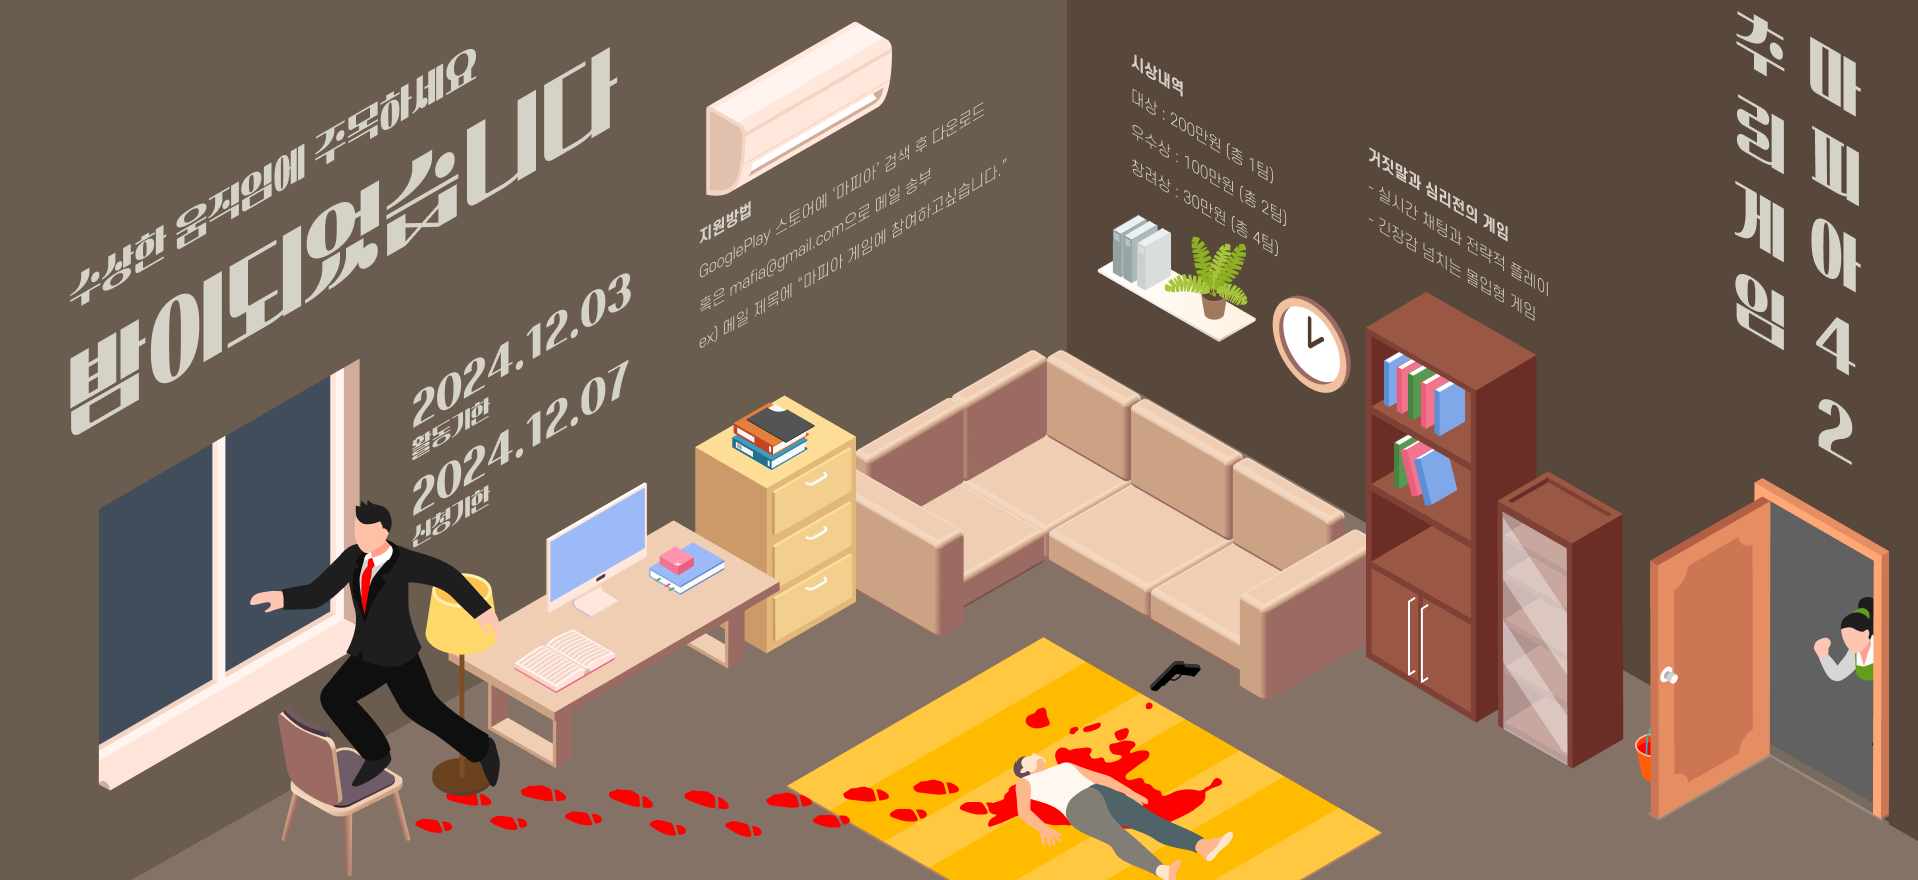 수상한 움직임에 주목하세요
밤이되었습니다
2024.12.03
활동기한
2024.12.07
신청기한
지원방법
GooglePlay 스토어에 '마피아' 검색 후 다운로드
혹은 mafia@gmail.com으로 메일 송부
ex) 메일 제목에 "마피아 게임에 참여하고싶습니다."
시상내역
대상 : 200만원 (총 1팀)
우수상 : 100만원 (총 2팀)
창려상 : 30만원 (총 4팀)
거짓말과 심리전의 게임
- 실시간 채팅과 전략적 플레이
- 긴장감 넘치는 몰입형 게임
마피아42
추리게임